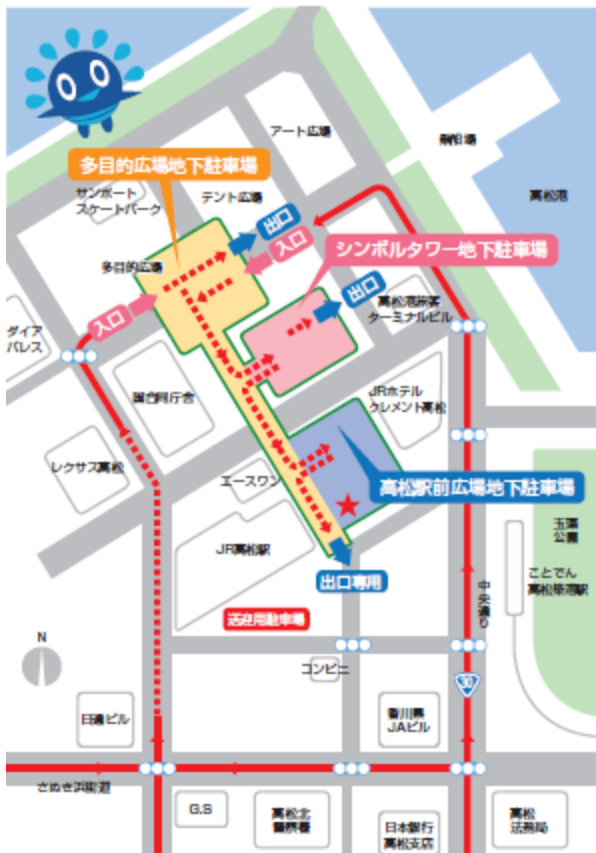 アート広場
多目的広場地下駐車場
乗船場
サンポート
スケートパーク
テント広場
高松港
出口
入口
シンボルタワー地下駐車場
多目的広場
出口
高松港旅客
ターミナルビル
入口
ダイア
パレス
国合同庁舎
JRホテル
クレメント高松
レクサス高松
エースワン
高松駅前広場地下駐車場
玉藻
公園
JR高松駅
ことでん
高松築港駅
出口専用
中央通り
送迎用駐車場
N
コンビニ
30
日通ビル
香川県
JAビル
さぬき浜街道
G.S
高松北
警察署
日本銀行
高松支店
高松
法務局